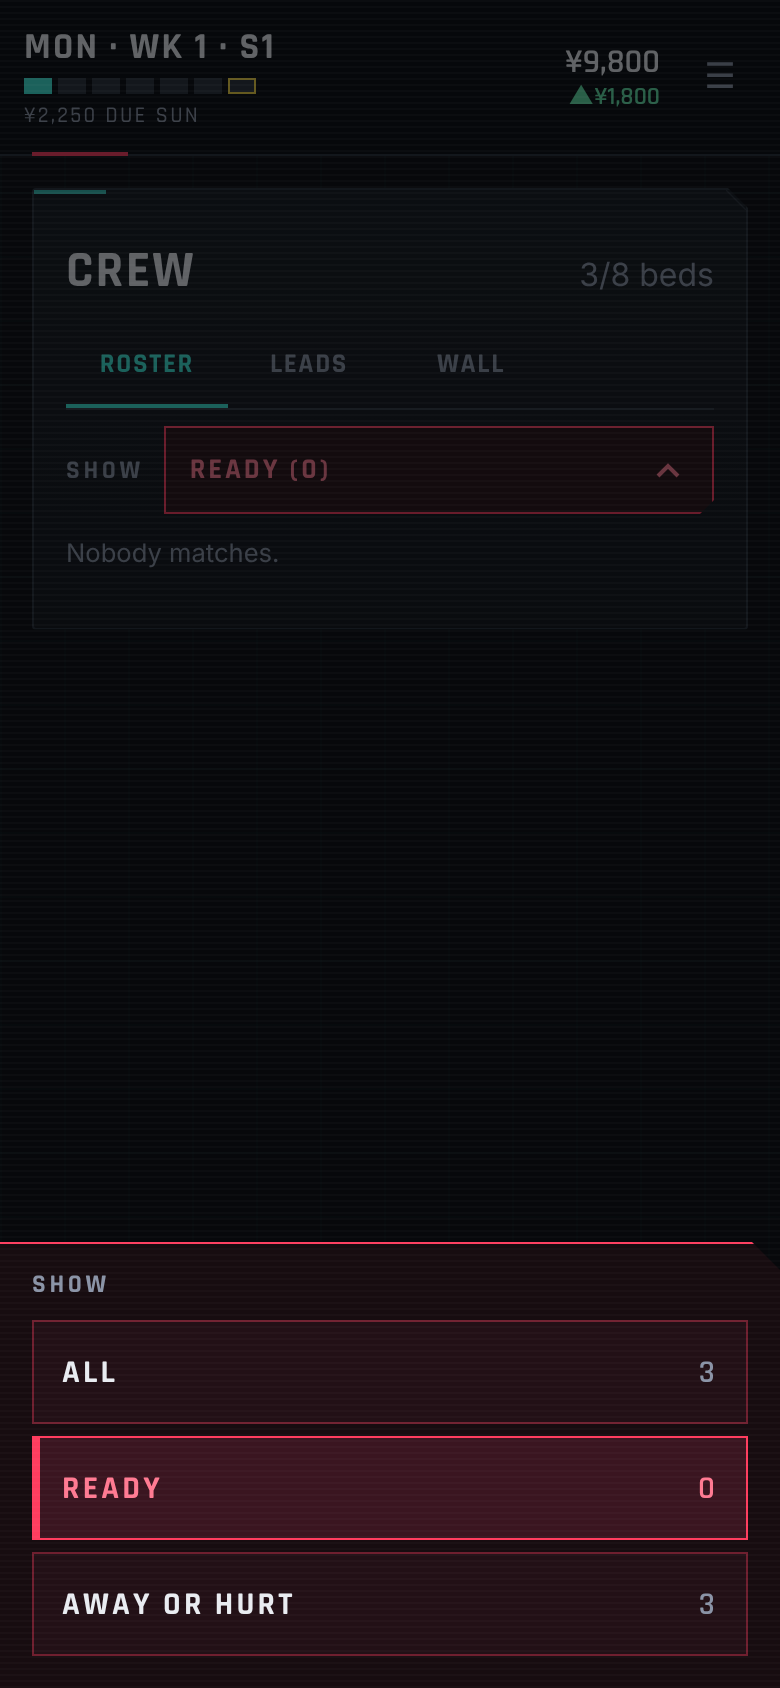 MON · WK 1 · S1
¥2,250 DUE SUN
¥9,800
▲¥1,800
CREW
3/8 beds
ROSTER LEADS WALL
SHOW READY (0)
Nobody matches.
SHOW
ALL 3
READY 0
AWAY OR HURT 3